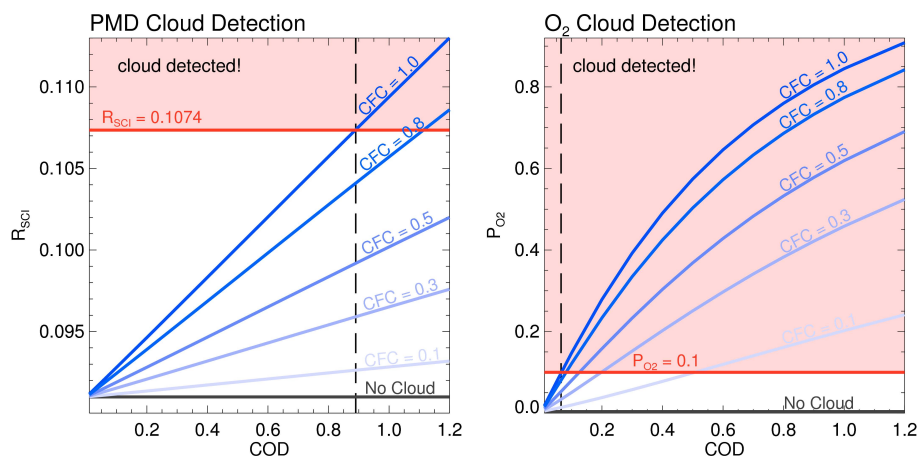 PMD Cloud Detection
cloud detected!
R_SCI = 0.1074
CFC = 1.0
CFC = 0.8
CFC = 0.5
CFC = 0.3
CFC = 0.1
No Cloud
0.110
0.105
0.100
0.095
R_SCI
0.2 0.4 0.6 0.8 1.0 1.2
COD
O_2 Cloud Detection
cloud detected!
CFC = 1.0
CFC = 0.8
CFC = 0.5
CFC = 0.3
CFC = 0.1
P_O2 = 0.1
No Cloud
0.8
0.6
0.4
0.2
0.0
P_O2
0.2 0.4 0.6 0.8 1.0 1.2
COD